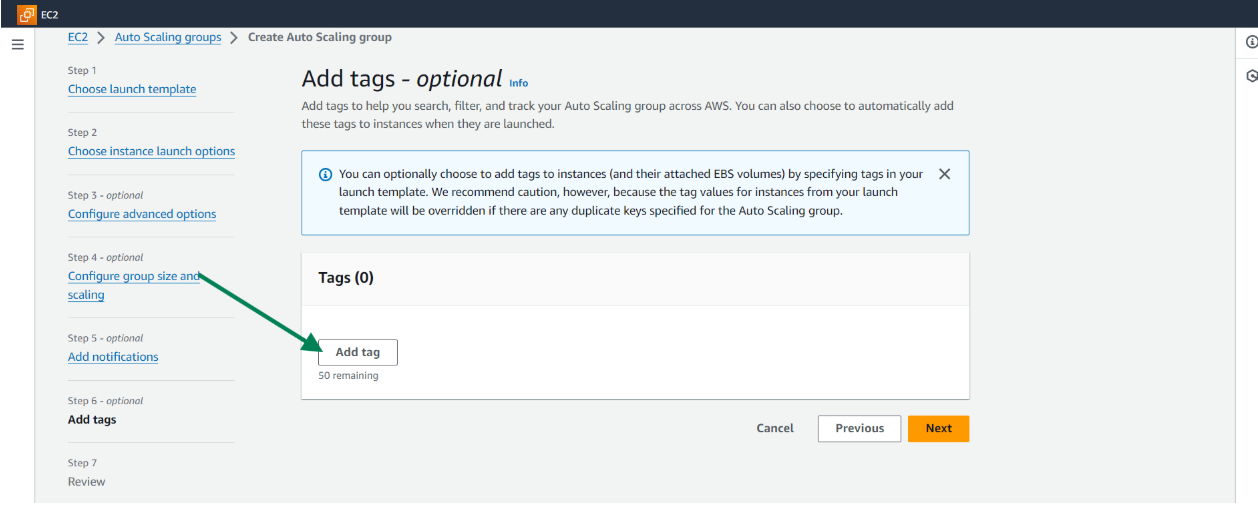 EC2
EC2 > Auto Scaling groups > Create Auto Scaling group
Step 1
Choose launch template
Step 2
Choose instance launch options
Step 3 - optional
Configure advanced options
Step 4 - optional
Configure group size and
scaling
Step 5 - optional
Add notifications
Step 6 - optional
Add tags
Step 7
Review
Add tags - optional Info
Add tags to help you search, filter, and track your Auto Scaling group across AWS. You can also choose to automatically add
these tags to instances when they are launched.
You can optionally choose to add tags to instances (and their attached EBS volumes) by specifying tags in your
launch template. We recommend caution, however, because the tag values for instances from your launch
template will be overridden if there are any duplicate keys specified for the Auto Scaling group.
Tags (0)
Add tag
50 remaining
Cancel Previous Next